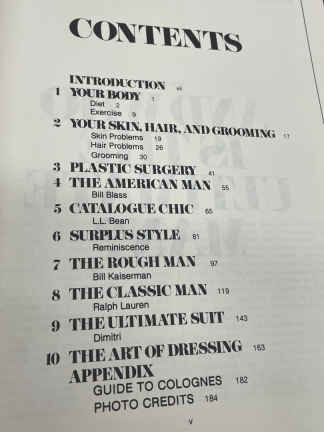 CONTENTS
INTRODUCTION vii
1 YOUR BODY 1
Diet 2
Exercise 9
2 YOUR SKIN, HAIR, AND GROOMING 17
Skin Problems 19
Hair Problems 26
Grooming 30
3 PLASTIC SURGERY 41
4 THE AMERICAN MAN 55
Bill Blass
5 CATALOGUE CHIC 65
L.L. Bean
6 SURPLUS STYLE 81
Reminiscence
7 THE ROUGH MAN 97
Bill Kaiserman
8 THE CLASSIC MAN 119
Ralph Lauren
9 THE ULTIMATE SUIT 143
Dimitri
10 THE ART OF DRESSING 163
APPENDIX
GUIDE TO COLOGNES 182
PHOTO CREDITS 184
v